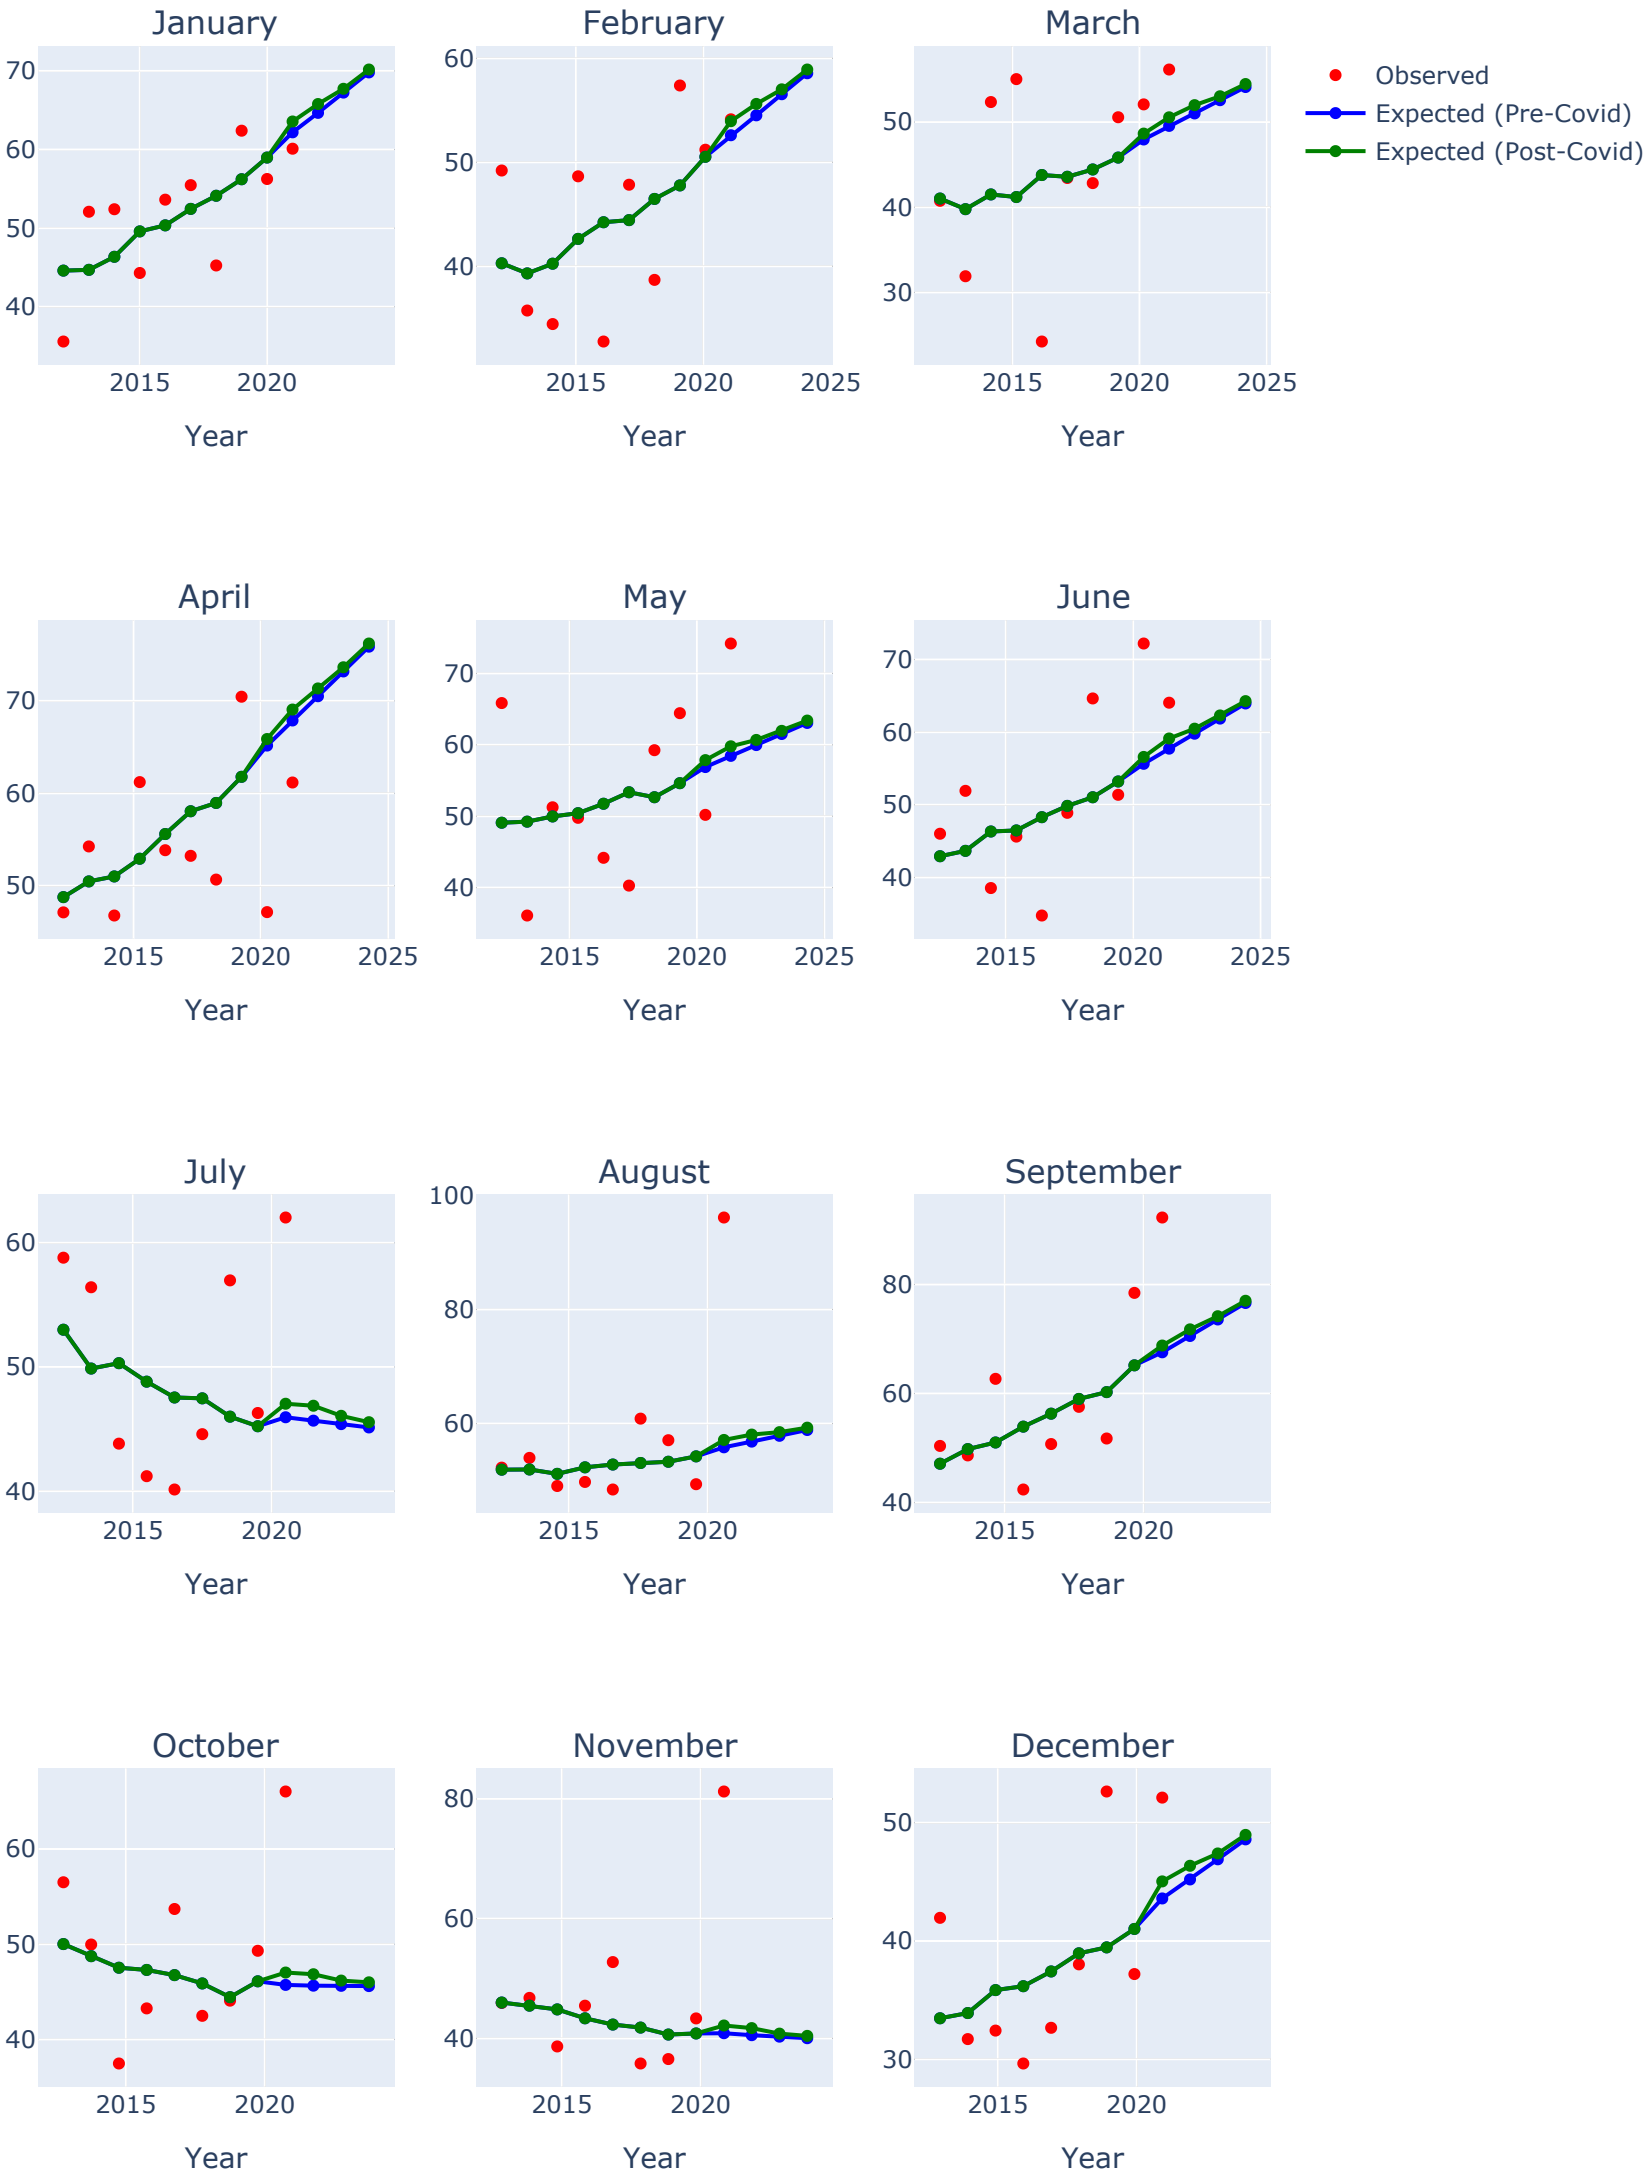 January
February
March
70
60
50
40
2015
2020
Year
60
50
40
2015
2020
2025
Year
50
40
30
2015
2020
2025
Year
Observed
Expected (Pre-Covid)
Expected (Post-Covid)
April
May
June
70
60
50
2015
2020
2025
Year
70
60
50
40
2015
2020
2025
Year
70
60
50
40
2015
2020
2025
Year
July
August
September
60
50
40
2015
2020
Year
100
80
60
2015
2020
Year
80
60
40
2015
2020
Year
October
November
December
60
50
40
2015
2020
Year
80
60
40
2015
2020
Year
50
40
30
2015
2020
Year